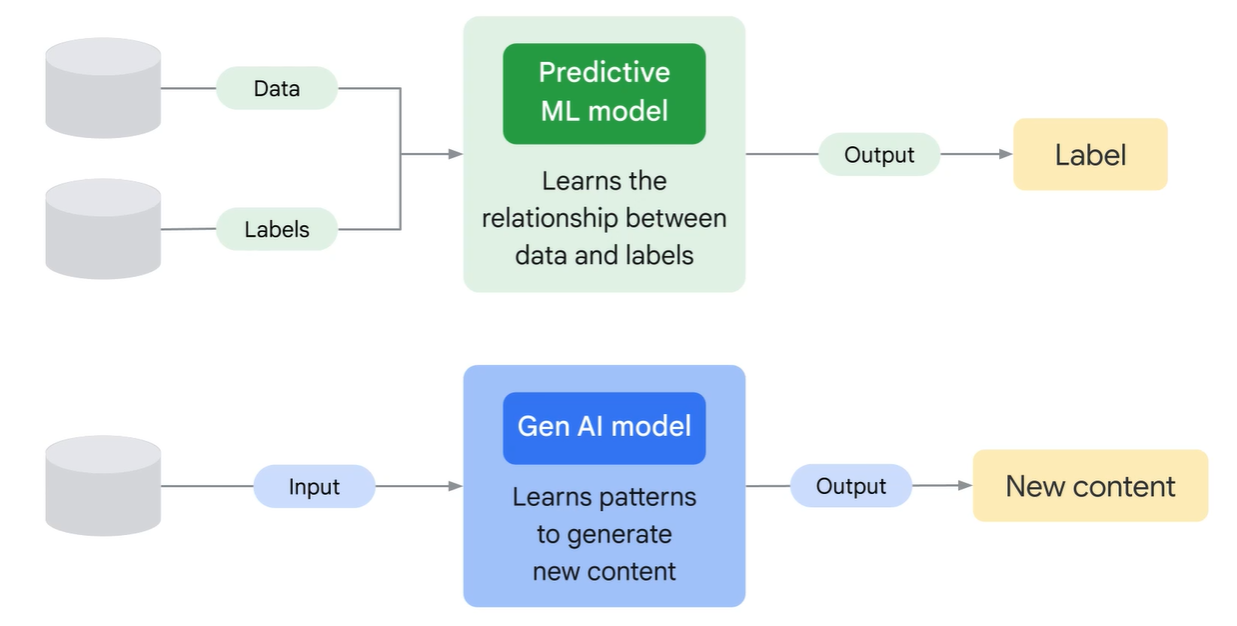 Data
Labels
Predictive
ML model
Learns the
relationship between
data and labels
Output
Label
Input
Gen AI model
Learns patterns
to generate
new content
Output
New content